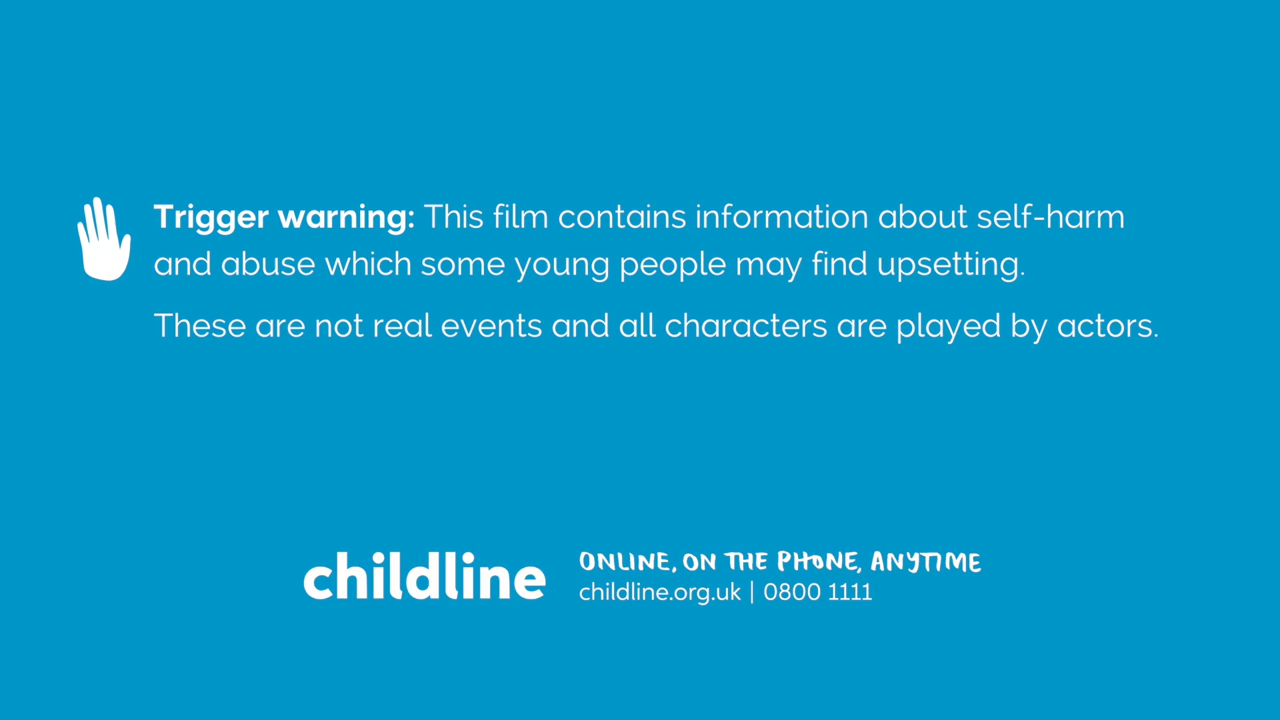 Trigger warning: This film contains information about self-harm
and abuse which some young people may find upsetting.
These are not real events and all characters are played by actors.
childline
ONLINE, ON THE PHONE, ANYTIME
childline.org.uk | 0800 1111